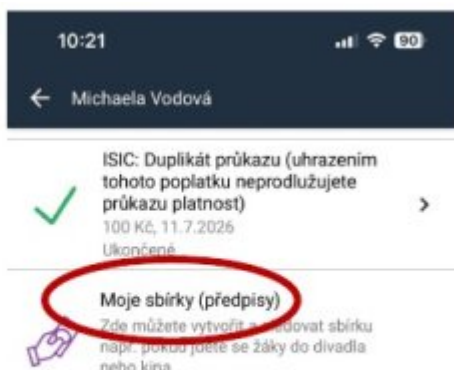 10:21
90
Michaela Vodová
ISIC: Duplikát průkazu (uhrazením
tohoto poplatku neprodlužujete
průkazu platnost)
100 Kč, 11.7.2026
Ukončené
Moje sbírky (předpisy)
Zde můžete vytvořit a sledovat sbírku
např. pokud jdete se žáky do divadla
nebo kina